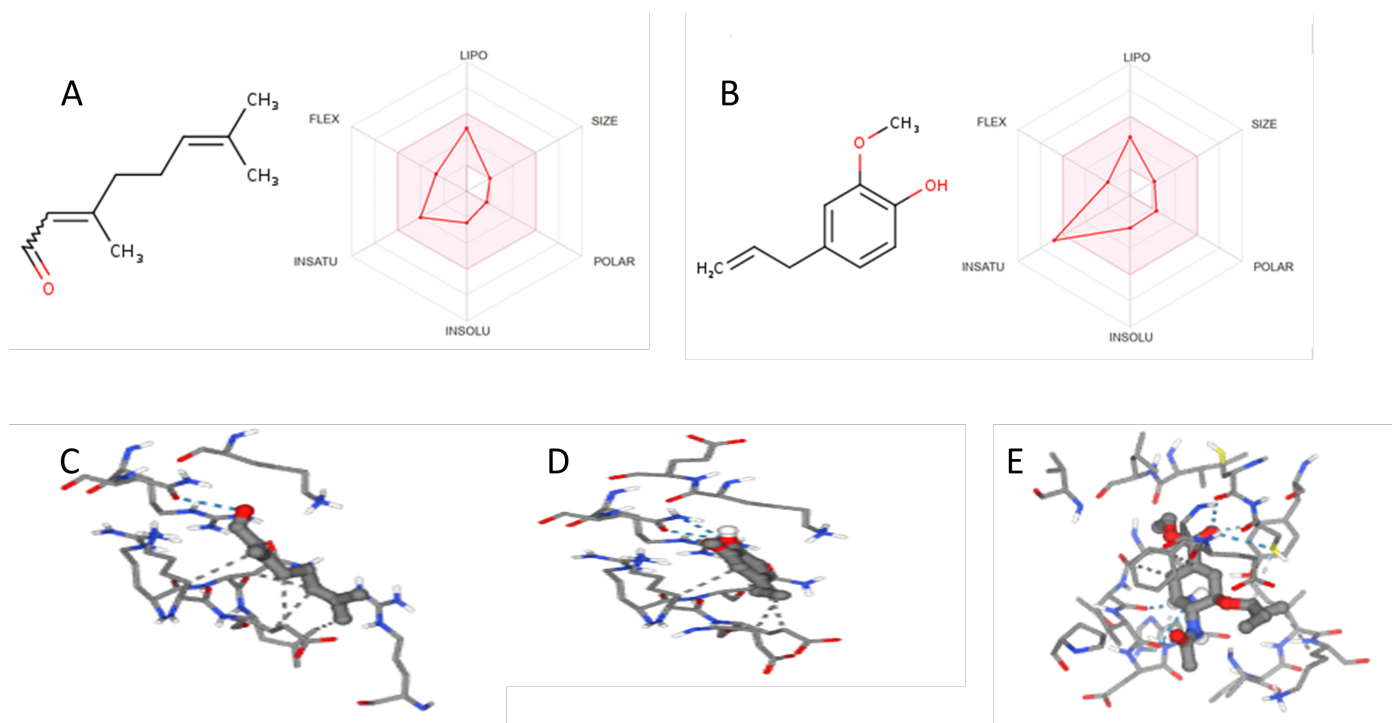 A
CH₃
CH₃
CH₃
O
LIPO
FLEX
SIZE
INSATU
POLAR
INSOLU
B
CH₃
O
OH
H₂C
LIPO
FLEX
SIZE
INSATU
POLAR
INSOLU
C
D
E